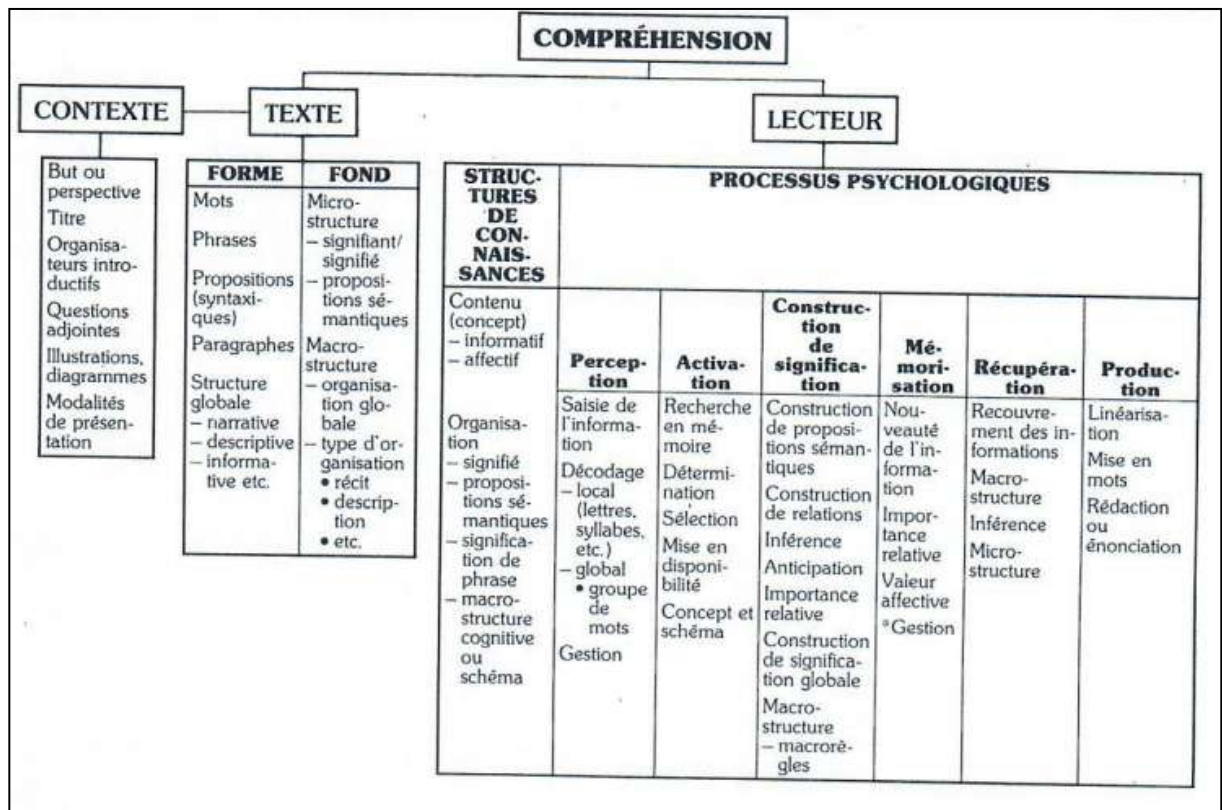 COMPRÉHENSION
CONTEXTE
TEXTE
LECTEUR
But ou
perspective
Titre
Organisa-
teurs intro-
ductifs
Questions
adjointes
Illustrations,
diagrammes
Modalités
de présen-
tation
FORME
Mots
Phrases
Propositions
(syntaxi-
ques)
Paragraphes
Structure
globale
– narrative
– descriptive
– informa-
tive etc.
FOND
Micro-
structure
– signifiant/
signifié
– proposi-
tions sé-
mantiques
Macro-
structure
– organisa-
tion glo-
bale
– type d'or-
ganisation
• récit
• descrip-
tion
• etc.
STRUC-
TURES
DE
CON-
NAIS-
SANCES
Contenu
(concept)
– informatif
– affectif
Organisa-
tion
– signifié
– proposi-
tions sé-
mantiques
– significa-
tion de
phrase
– macro-
structure
cognitive
ou
schéma
PROCESSUS PSYCHOLOGIQUES
Percep-
tion
Saisie de
l'informa-
tion
Décodage
– local
(lettres,
syllabes,
etc.)
– global
• groupe
de
mots
Gestion
Activa-
tion
Recherche
en mé-
moire
Détermi-
nation
Sélection
Mise en
disponi-
bilité
Concept et
schéma
Construc-
tion
de
significa-
tion
Construction
de proposi-
tions séman-
tiques
Construction
de relations
Inférence
Anticipation
Importance
relative
Construction
de significa-
tion globale
Macro-
structure
– macrorè-
gles
Mé-
mori-
sation
Nou-
veauté
de l'in-
forma-
tion
Impor-
tance
relative
Valeur
affective
*Gestion
Récupéra-
tion
Recouvre-
ment des in-
formations
Macro-
structure
Inférence
Micro-
structure
Produc-
tion
Linéarisa-
tion
Mise en
mots
Rédaction
ou
énonciation